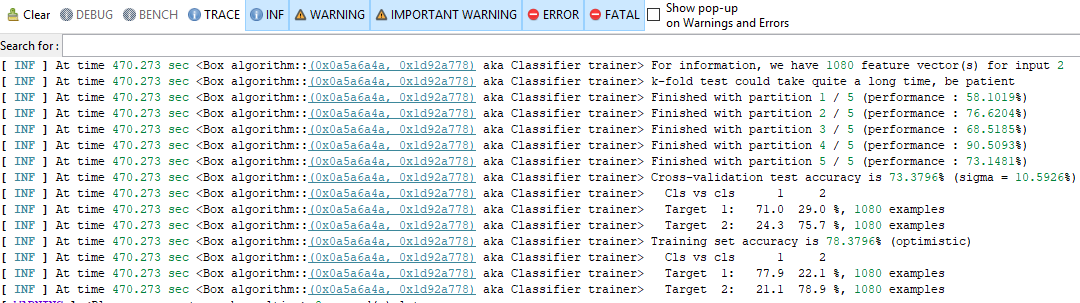 Clear DEBUG BENCH TRACE INF WARNING IMPORTANT WARNING ERROR FATAL Show pop-up
on Warnings and Errors
Search for :
[ INF ] At time 470.273 sec <Box algorithm::(0x0a5a6a4a, 0x1d92a778) aka Classifier trainer> For information, we have 1080 feature vector(s) for input 2
[ INF ] At time 470.273 sec <Box algorithm::(0x0a5a6a4a, 0x1d92a778) aka Classifier trainer> k-fold test could take quite a long time, be patient
[ INF ] At time 470.273 sec <Box algorithm::(0x0a5a6a4a, 0x1d92a778) aka Classifier trainer> Finished with partition 1 / 5 (performance : 58.1019%)
[ INF ] At time 470.273 sec <Box algorithm::(0x0a5a6a4a, 0x1d92a778) aka Classifier trainer> Finished with partition 2 / 5 (performance : 76.6204%)
[ INF ] At time 470.273 sec <Box algorithm::(0x0a5a6a4a, 0x1d92a778) aka Classifier trainer> Finished with partition 3 / 5 (performance : 68.5185%)
[ INF ] At time 470.273 sec <Box algorithm::(0x0a5a6a4a, 0x1d92a778) aka Classifier trainer> Finished with partition 4 / 5 (performance : 90.5093%)
[ INF ] At time 470.273 sec <Box algorithm::(0x0a5a6a4a, 0x1d92a778) aka Classifier trainer> Finished with partition 5 / 5 (performance : 73.1481%)
[ INF ] At time 470.273 sec <Box algorithm::(0x0a5a6a4a, 0x1d92a778) aka Classifier trainer> Cross-validation test accuracy is 73.3796% (sigma = 10.5926%)
[ INF ] At time 470.273 sec <Box algorithm::(0x0a5a6a4a, 0x1d92a778) aka Classifier trainer> Cls vs cls 1 2
[ INF ] At time 470.273 sec <Box algorithm::(0x0a5a6a4a, 0x1d92a778) aka Classifier trainer> Target 1: 71.0 29.0 %, 1080 examples
[ INF ] At time 470.273 sec <Box algorithm::(0x0a5a6a4a, 0x1d92a778) aka Classifier trainer> Target 2: 24.3 75.7 %, 1080 examples
[ INF ] At time 470.273 sec <Box algorithm::(0x0a5a6a4a, 0x1d92a778) aka Classifier trainer> Training set accuracy is 78.3796% (optimistic)
[ INF ] At time 470.273 sec <Box algorithm::(0x0a5a6a4a, 0x1d92a778) aka Classifier trainer> Cls vs cls 1 2
[ INF ] At time 470.273 sec <Box algorithm::(0x0a5a6a4a, 0x1d92a778) aka Classifier trainer> Target 1: 77.9 22.1 %, 1080 examples
[ INF ] At time 470.273 sec <Box algorithm::(0x0a5a6a4a, 0x1d92a778) aka Classifier trainer> Target 2: 21.1 78.9 %, 1080 examples